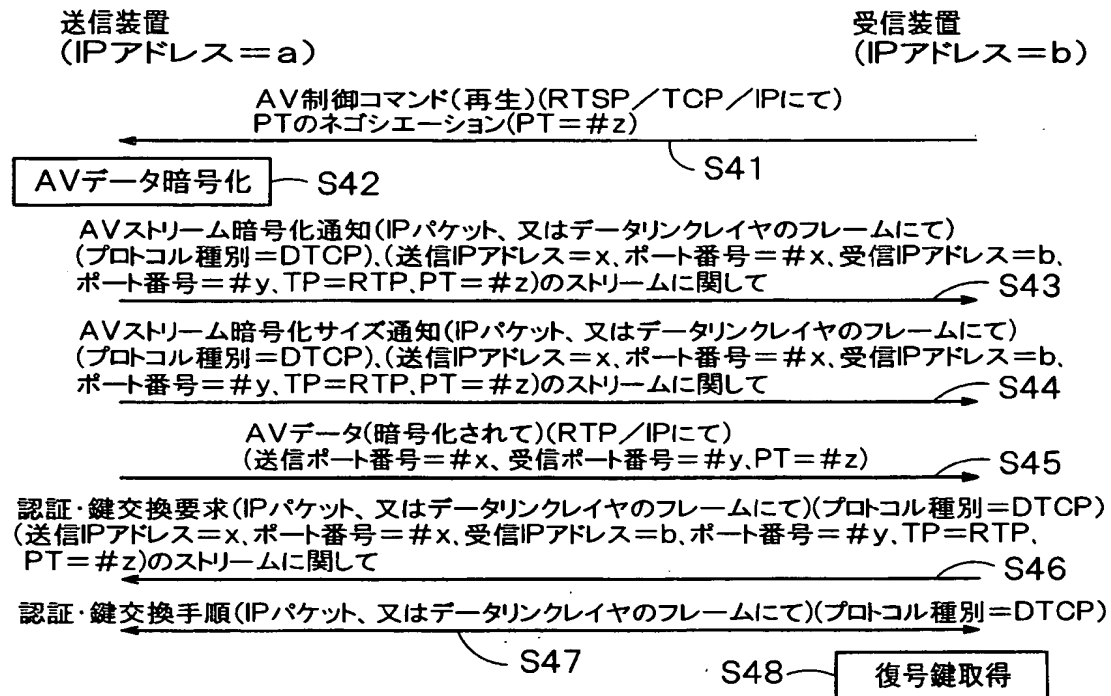 送信装置
(IPアドレス=a)
受信装置
(IPアドレス=b)
AV制御コマンド(再生)(RTSP/TCP/IPにて)
PTのネゴシエーション(PT=#z)
S41
AVデータ暗号化
S42
AVストリーム暗号化通知(IPパケット、又はデータリンクレイヤのフレームにて)
(プロトコル種別=DTCP)、(送信IPアドレス=x、ポート番号=#x、受信IPアドレス=b、
ポート番号=#y、TP=RTP、PT=#z)のストリームに関して
S43
AVストリーム暗号化サイズ通知(IPパケット、又はデータリンクレイヤのフレームにて)
(プロトコル種別=DTCP)、(送信IPアドレス=x、ポート番号=#x、受信IPアドレス=b、
ポート番号=#y、TP=RTP、PT=#z)のストリームに関して
S44
AVデータ(暗号化されて)(RTP/IPにて)
(送信ポート番号=#x、受信ポート番号=#y、PT=#z)
S45
認証・鍵交換要求(IPパケット、又はデータリンクレイヤのフレームにて)(プロトコル種別=DTCP)
(送信IPアドレス=x、ポート番号=#x、受信IPアドレス=b、ポート番号=#y、TP=RTP、
PT=#z)のストリームに関して
S46
認証・鍵交換手順(IPパケット、又はデータリンクレイヤのフレームにて)(プロトコル種別=DTCP)
S47
S48
復号鍵取得